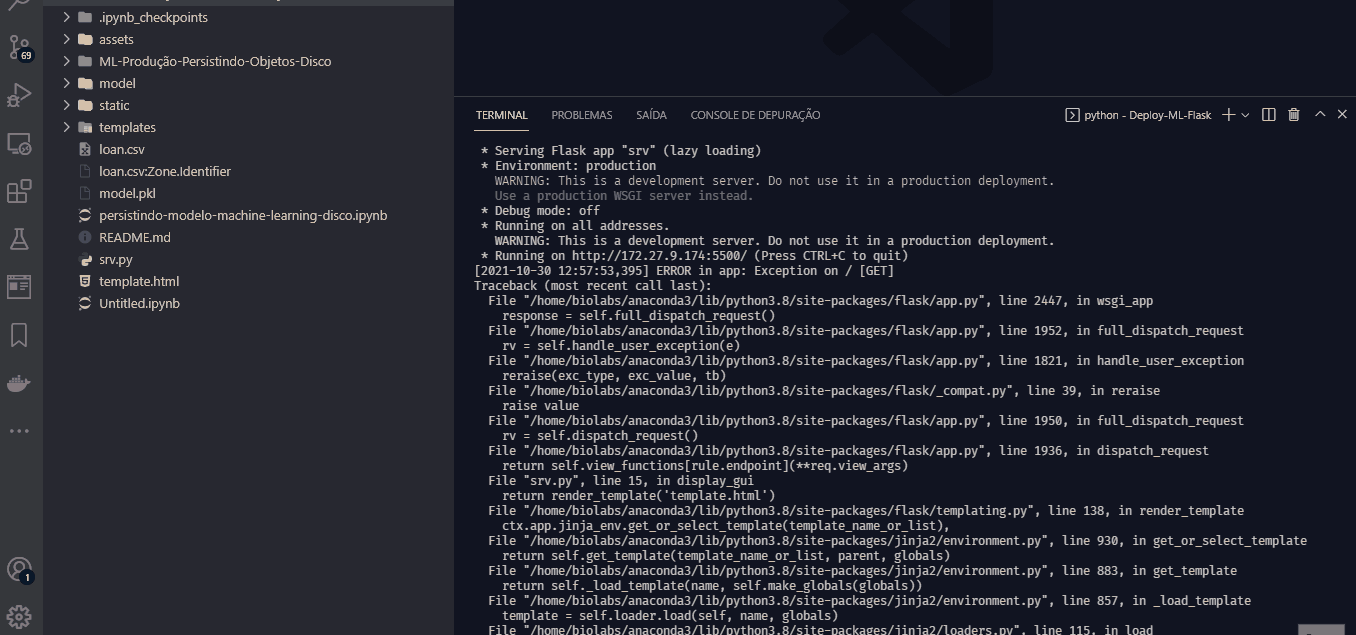 .ipynb_checkpoints
assets
ML-Produção-Persistindo-Objetos-Disco
model
static
templates
loan.csv
loan.csv:Zone.Identifier
model.pkl
persistindo-modelo-machine-learning-disco.ipynb
README.md
srv.py
template.html
Untitled.ipynb
69
1
TERMINAL
PROBLEMAS
SAÍDA
CONSOLE DE DEPURAÇÃO
python - Deploy-ML-Flask
* Serving Flask app "srv" (lazy loading)
* Environment: production
WARNING: This is a development server. Do not use it in a production deployment.
Use a production WSGI server instead.
* Debug mode: off
* Running on all addresses.
WARNING: This is a development server. Do not use it in a production deployment.
* Running on http://172.27.9.174:5500/ (Press CTRL+C to quit)
[2021-10-30 12:57:53,395] ERROR in app: Exception on / [GET]
Traceback (most recent call last):
File "/home/biolabs/anaconda3/lib/python3.8/site-packages/flask/app.py", line 2447, in wsgi_app
response = self.full_dispatch_request()
File "/home/biolabs/anaconda3/lib/python3.8/site-packages/flask/app.py", line 1952, in full_dispatch_request
rv = self.handle_user_exception(e)
File "/home/biolabs/anaconda3/lib/python3.8/site-packages/flask/app.py", line 1821, in handle_user_exception
reraise(exc_type, exc_value, tb)
File "/home/biolabs/anaconda3/lib/python3.8/site-packages/flask/_compat.py", line 39, in reraise
raise value
File "/home/biolabs/anaconda3/lib/python3.8/site-packages/flask/app.py", line 1950, in full_dispatch_request
rv = self.dispatch_request()
File "/home/biolabs/anaconda3/lib/python3.8/site-packages/flask/app.py", line 1936, in dispatch_request
return self.view_functions[rule.endpoint](**req.view_args)
File "srv.py", line 15, in display_gui
return render_template('template.html')
File "/home/biolabs/anaconda3/lib/python3.8/site-packages/flask/templating.py", line 138, in render_template
ctx.app.jinja_env.get_or_select_template(template_name_or_list),
File "/home/biolabs/anaconda3/lib/python3.8/site-packages/jinja2/environment.py", line 930, in get_or_select_template
return self.get_template(template_name_or_list, parent, globals)
File "/home/biolabs/anaconda3/lib/python3.8/site-packages/jinja2/environment.py", line 883, in get_template
return self._load_template(name, self.make_globals(globals))
File "/home/biolabs/anaconda3/lib/python3.8/site-packages/jinja2/environment.py", line 857, in _load_template
template = self.loader.load(self, name, globals)
File "/home/biolabs/anaconda3/lib/python3.8/site-packages/jinja2/loaders.py", line 115, in load